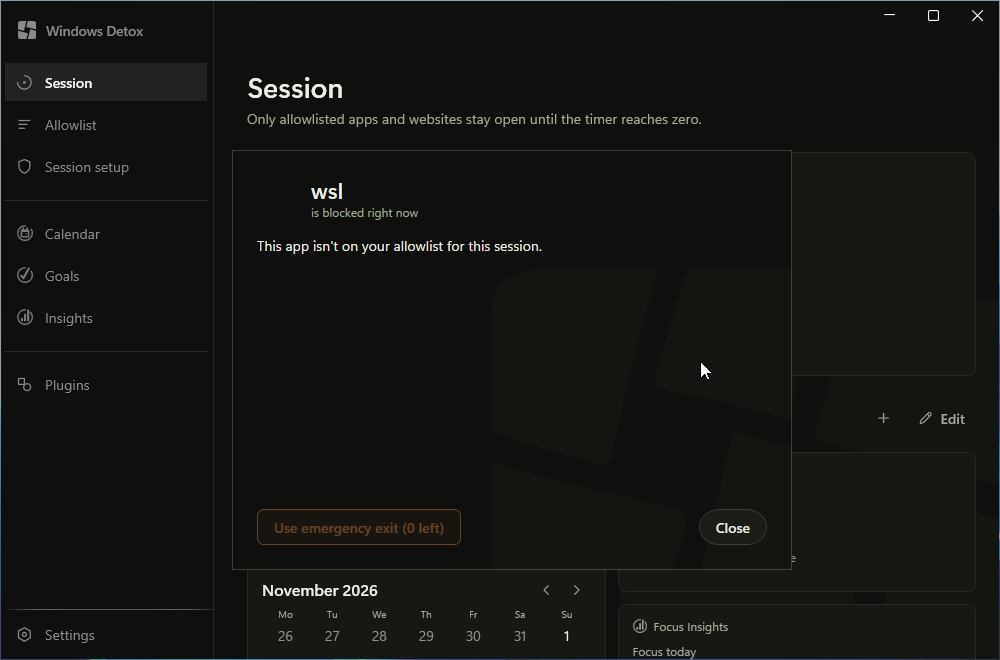 Windows Detox
Session
Allowlist
Session setup
Calendar
Goals
Insights
Plugins
Settings
Session
Only allowlisted apps and websites stay open until the timer reaches zero.
wsl
is blocked right now
This app isn't on your allowlist for this session.
Use emergency exit (0 left)
Close
Edit
November 2026
Mo Tu We Th Fr Sa Su
26 27 28 29 30 31 1
Focus Insights
Focus today